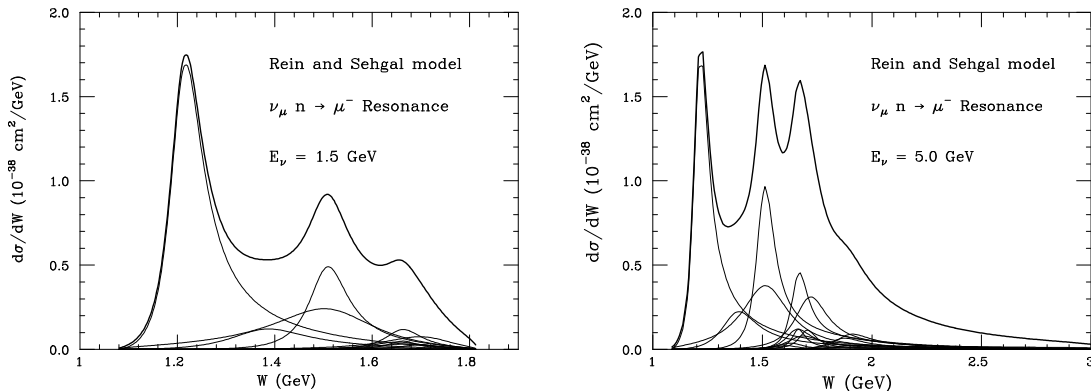 2.0
1.5
1.0
0.5
0.0
dσ/dW (10⁻³⁸ cm²/GeV)
Rein and Sehgal model
ν_μ n → μ⁻ Resonance
E_ν = 1.5 GeV
1 1.2 1.4 1.6 1.8
W (GeV)
2.0
1.5
1.0
0.5
0.0
dσ/dW (10⁻³⁸ cm²/GeV)
Rein and Sehgal model
ν_μ n → μ⁻ Resonance
E_ν = 5.0 GeV
1 1.5 2 2.5 3
W (GeV)